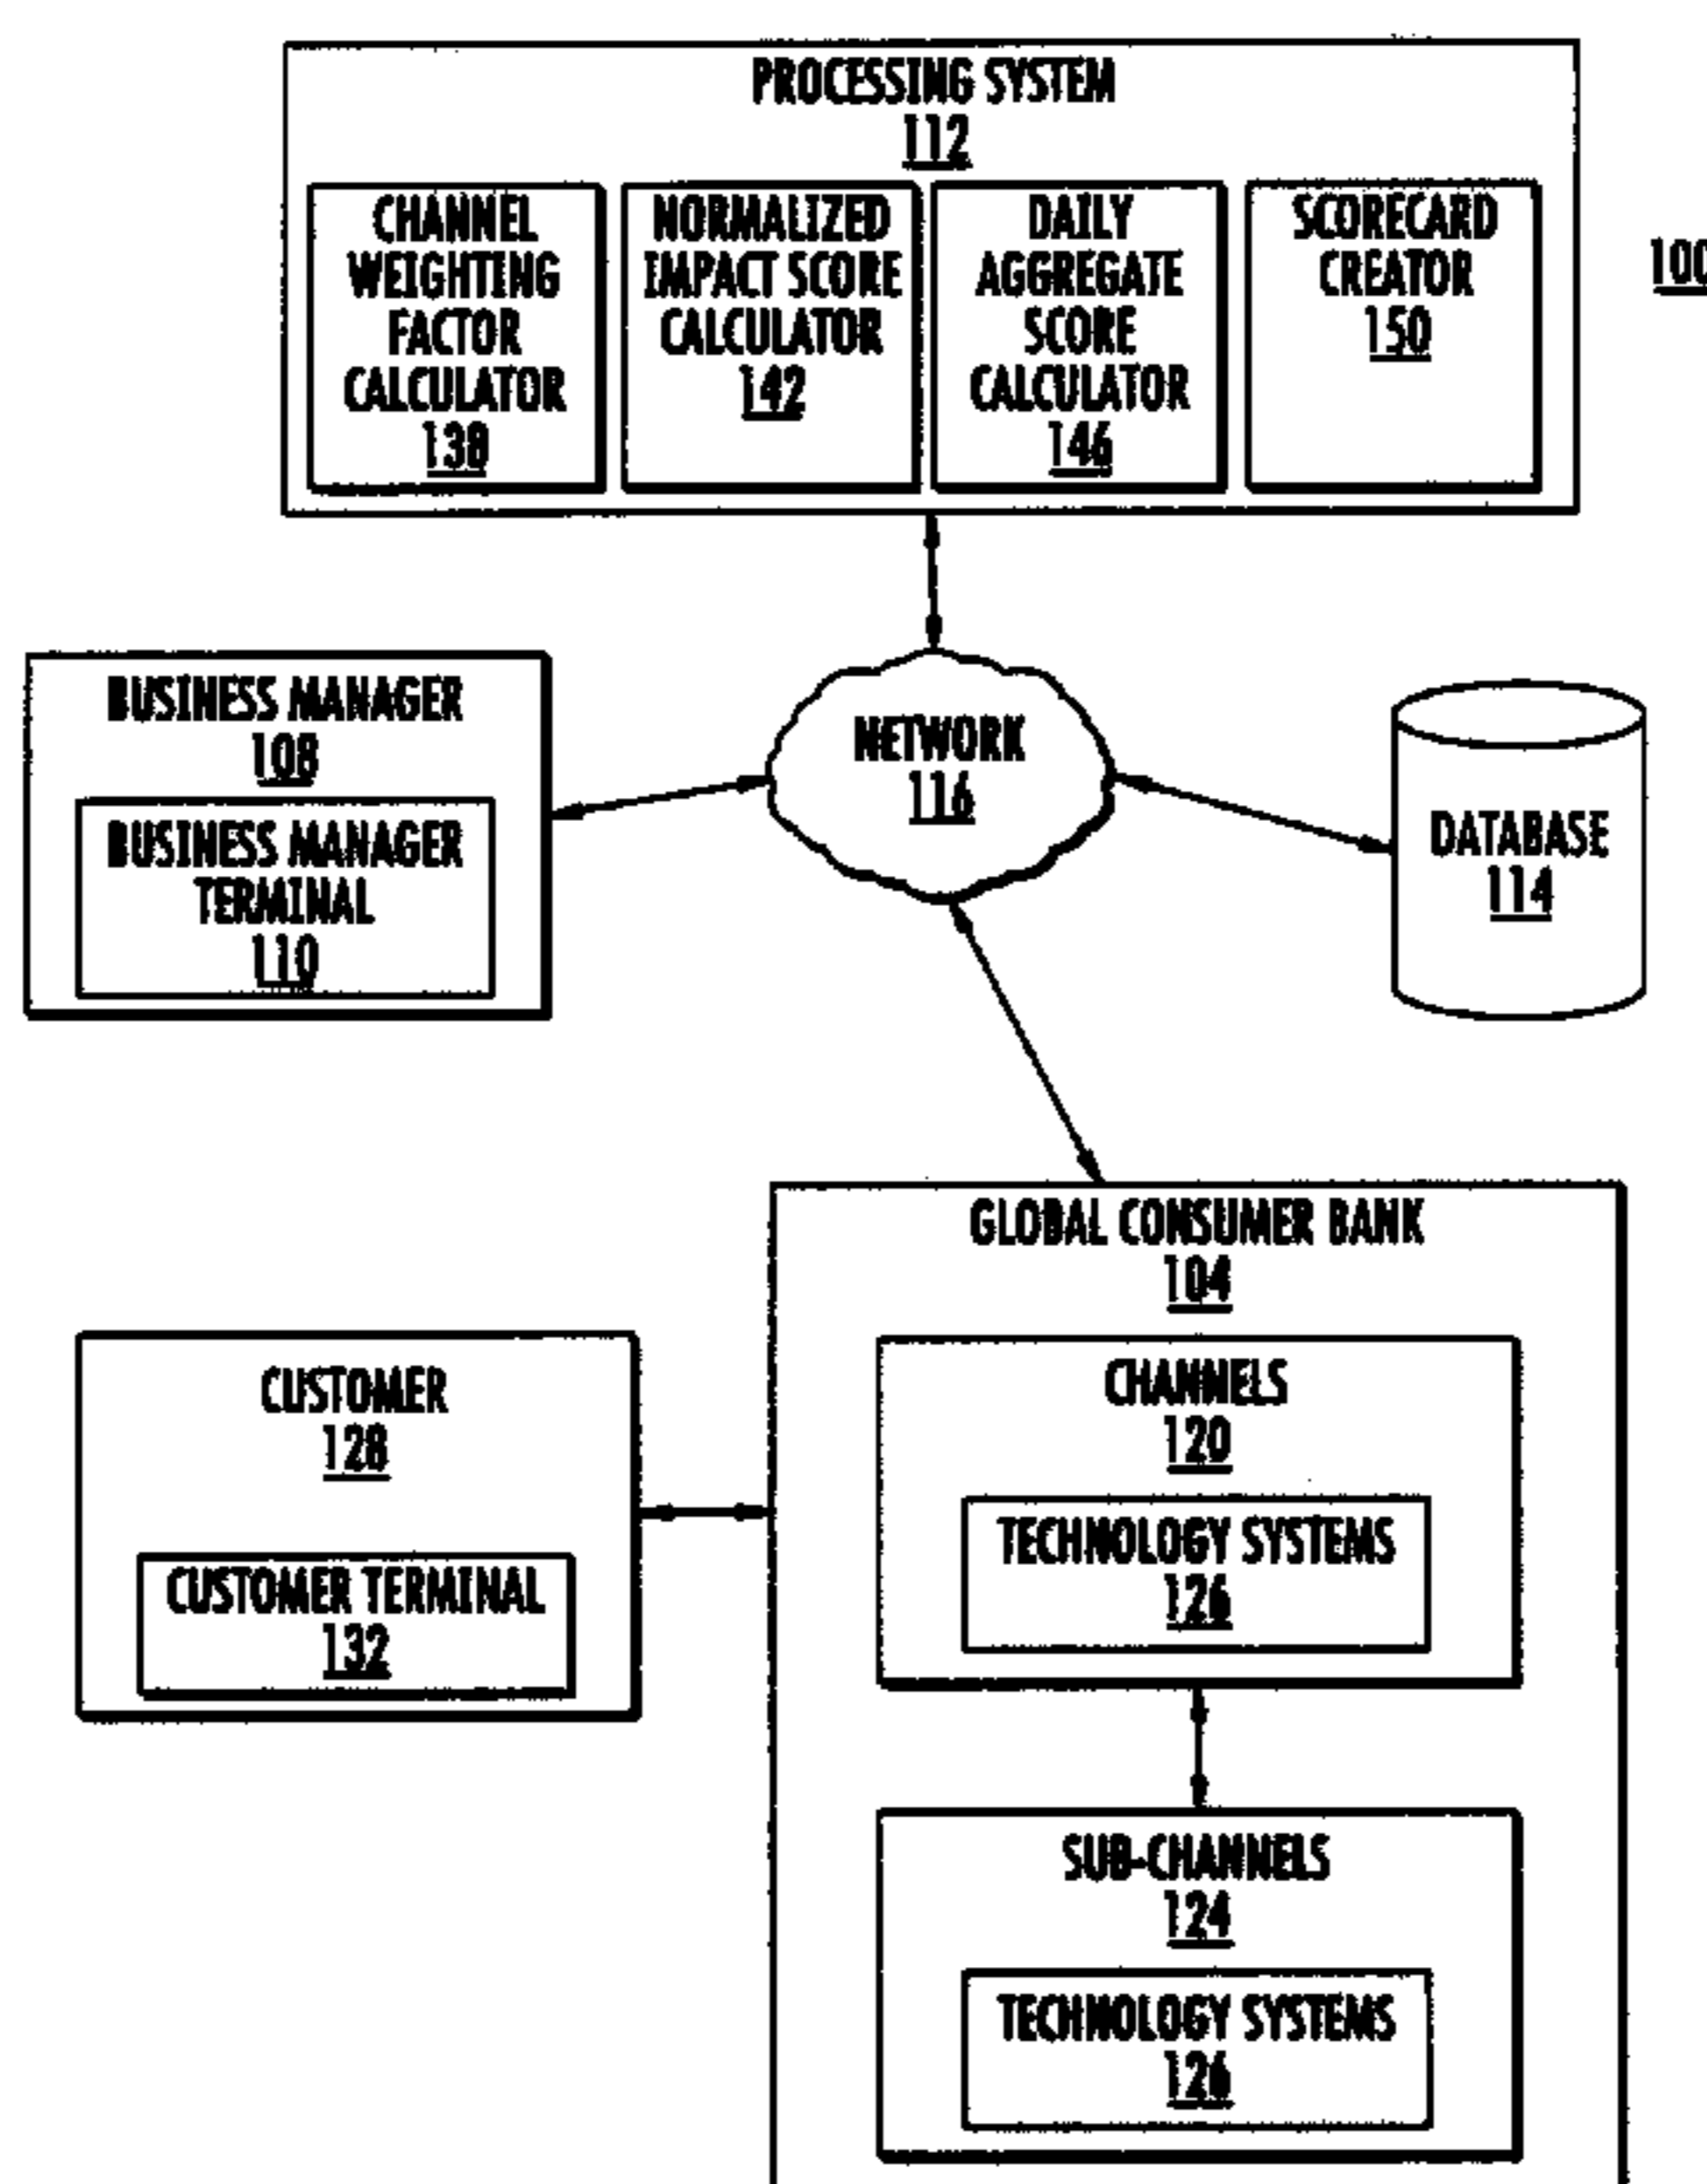 PROCESSING SYSTEM
112
CHANNEL
WEIGHTING
FACTOR
CALCULATOR
138
NORMALIZED
IMPACT SCORE
CALCULATOR
142
DAILY
AGGREGATE
SCORE
CALCULATOR
146
SCORECARD
CREATOR
150
100
BUSINESS MANAGER
108
BUSINESS MANAGER
TERMINAL
110
NETWORK
116
DATABASE
114
GLOBAL CONSUMER BANK
104
CUSTOMER
128
CUSTOMER TERMINAL
132
CHANNELS
120
TECHNOLOGY SYSTEMS
126
SUB-CHANNELS
124
TECHNOLOGY SYSTEMS
126